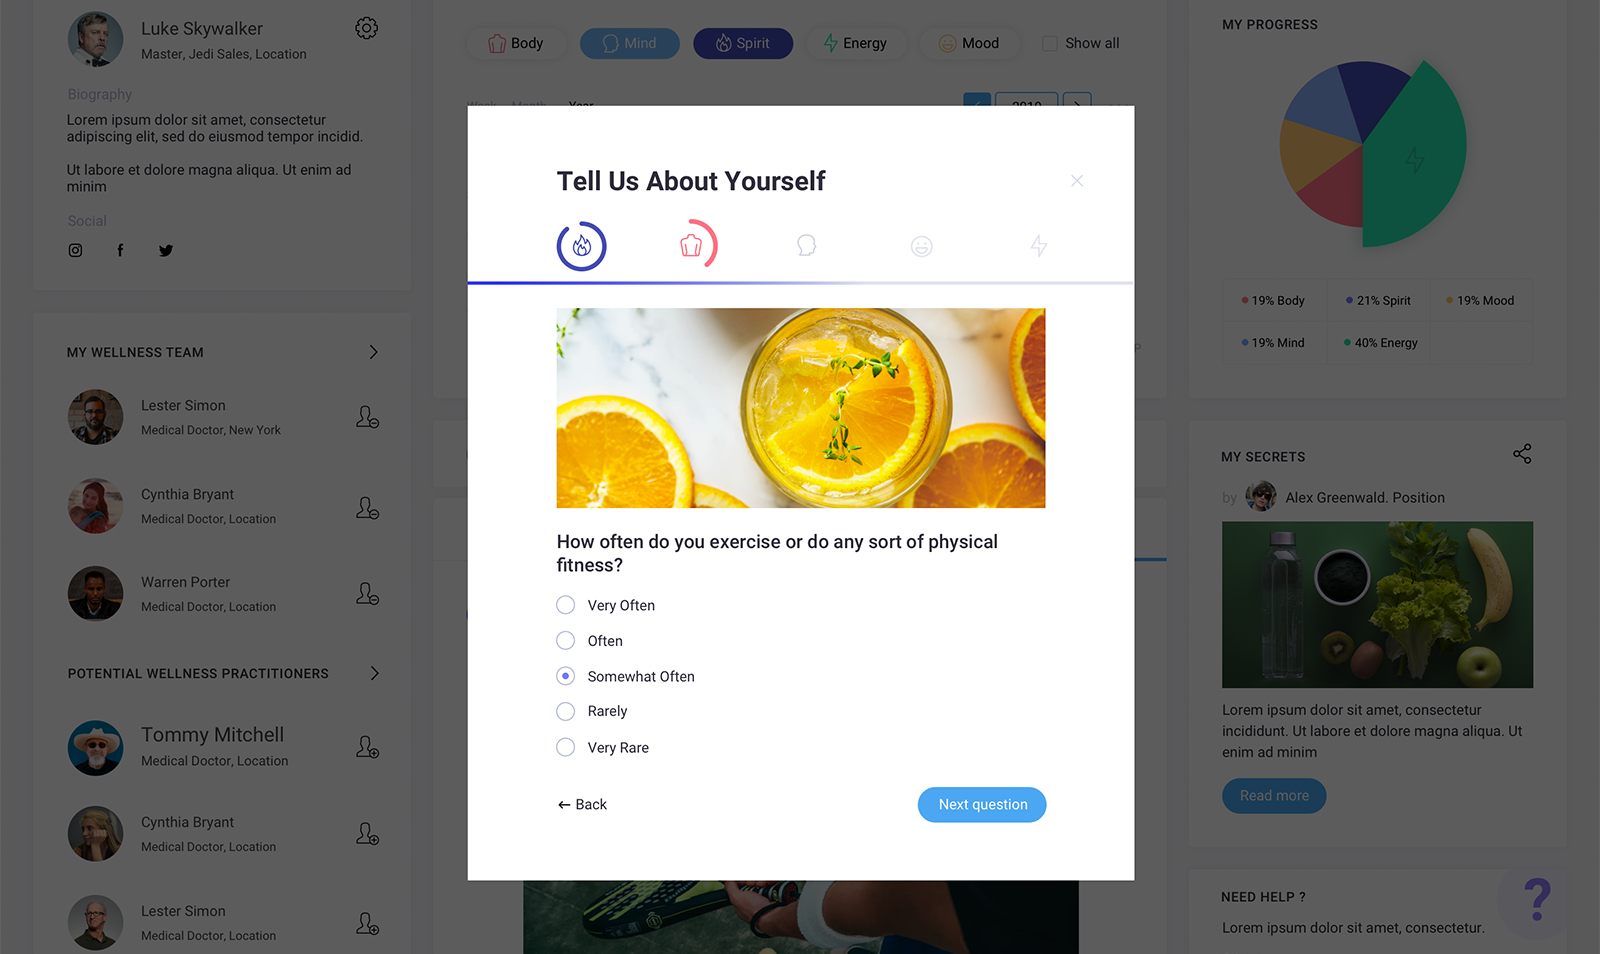 Luke Skywalker
Master, Jedi Sales, Location
Biography
Lorem ipsum dolor sit amet, consectetur
adipiscing elit, sed do eiusmod tempor incidid.
Ut labore et dolore magna aliqua. Ut enim ad
minim
Social
MY WELLNESS TEAM
Lester Simon
Medical Doctor, New York
Cynthia Bryant
Medical Doctor, Location
Warren Porter
Medical Doctor, Location
POTENTIAL WELLNESS PRACTITIONERS
Tommy Mitchell
Medical Doctor, Location
Cynthia Bryant
Medical Doctor, Location
Lester Simon
Medical Doctor, Location
Body Mind Spirit Energy Mood Show all
Week Month Year 2019
Tell Us About Yourself
How often do you exercise or do any sort of physical
fitness?
Very Often
Often
Somewhat Often
Rarely
Very Rare
← Back
Next question
MY PROGRESS
19% Body 21% Spirit 19% Mood
19% Mind 40% Energy
MY SECRETS
by Alex Greenwald. Position
Lorem ipsum dolor sit amet, consectetur
incididunt. Ut labore et dolore magna aliqua. Ut
enim ad minim
Read more
NEED HELP ?
?
Lorem ipsum dolor sit amet, consectetur.